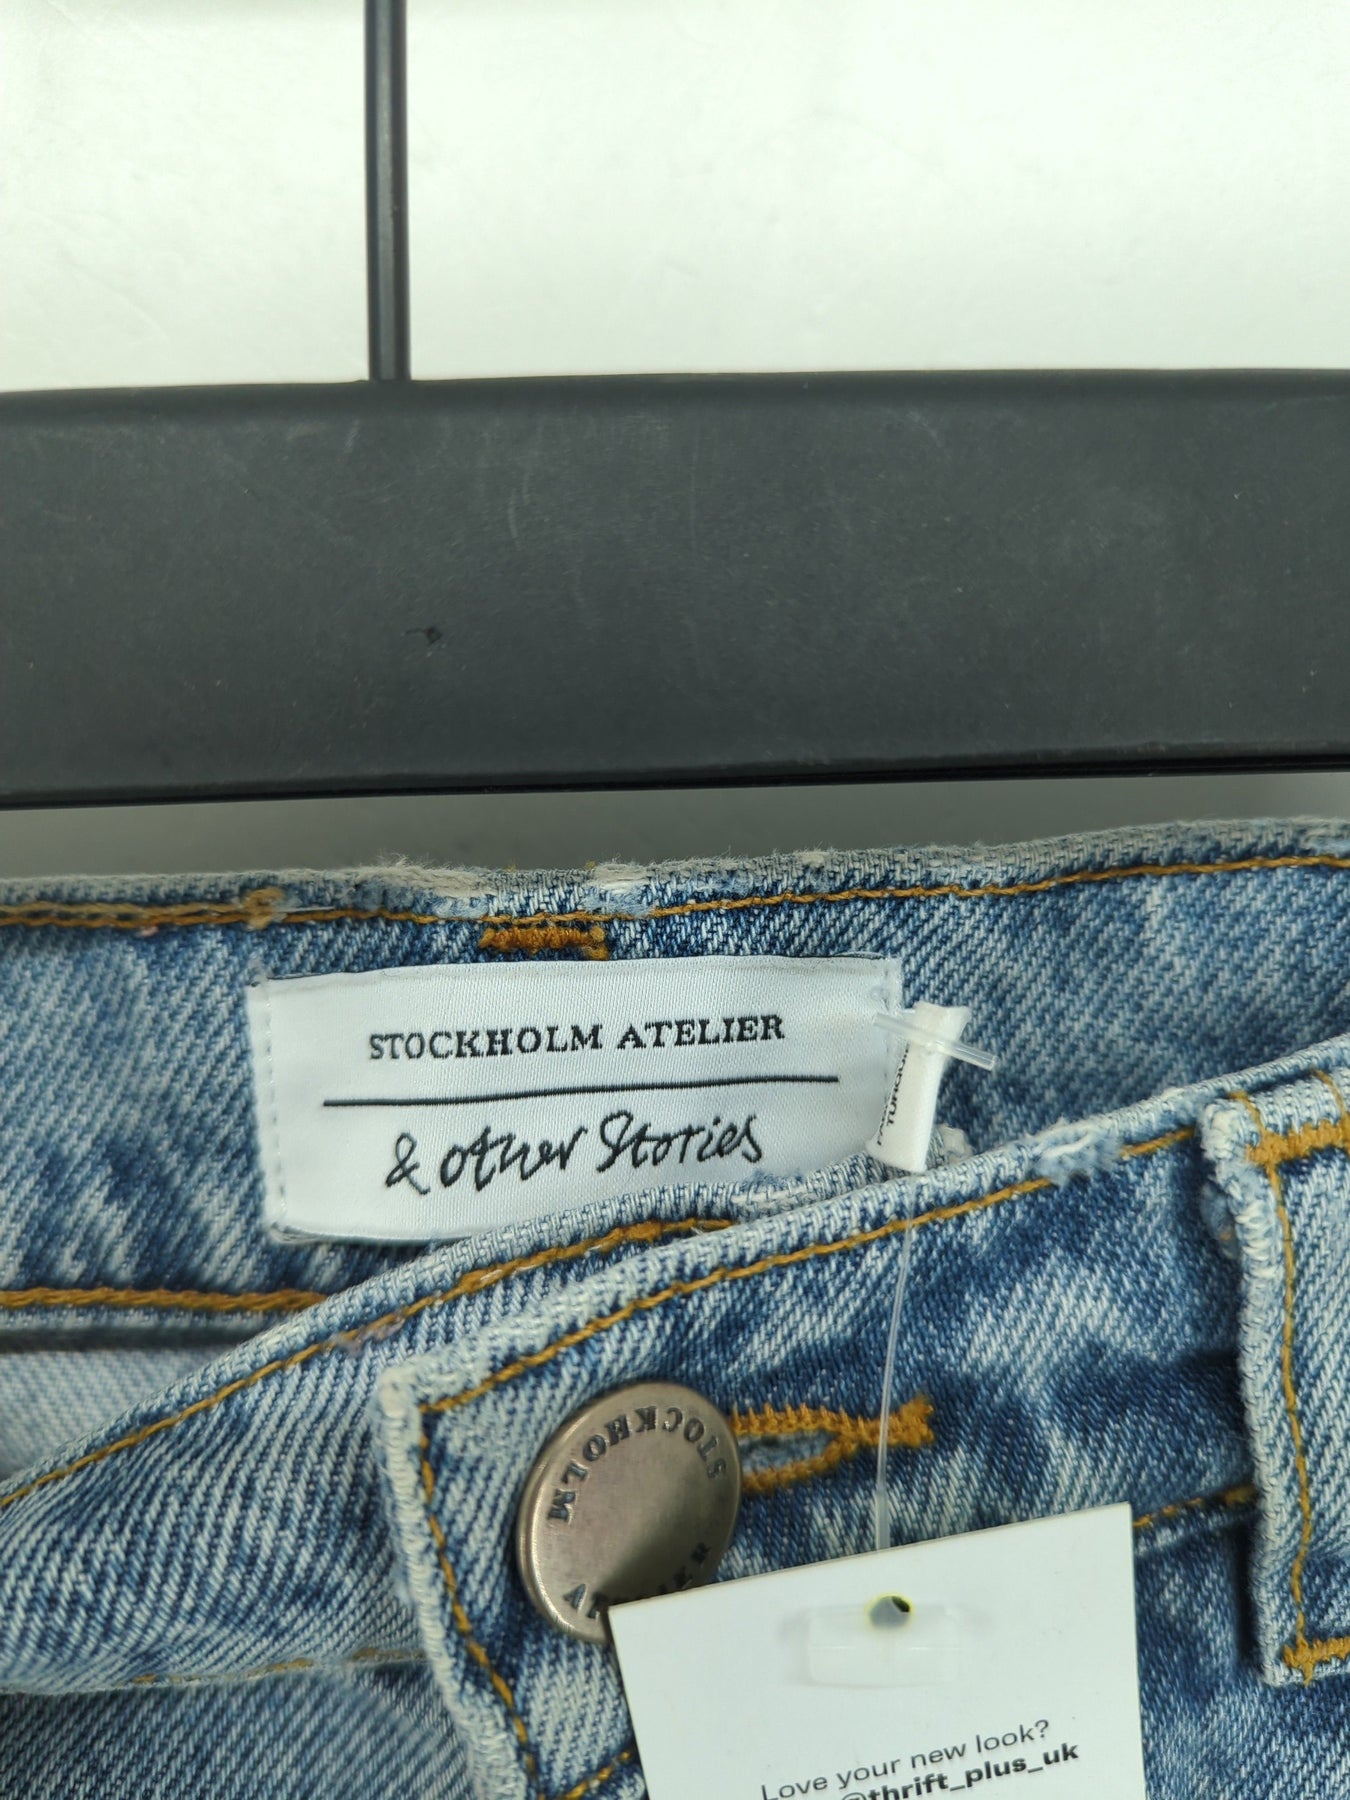 STOCKHOLM ATELIER
& other Stories
STOCKHOLM
Love your new look?
@thrift_plus_uk